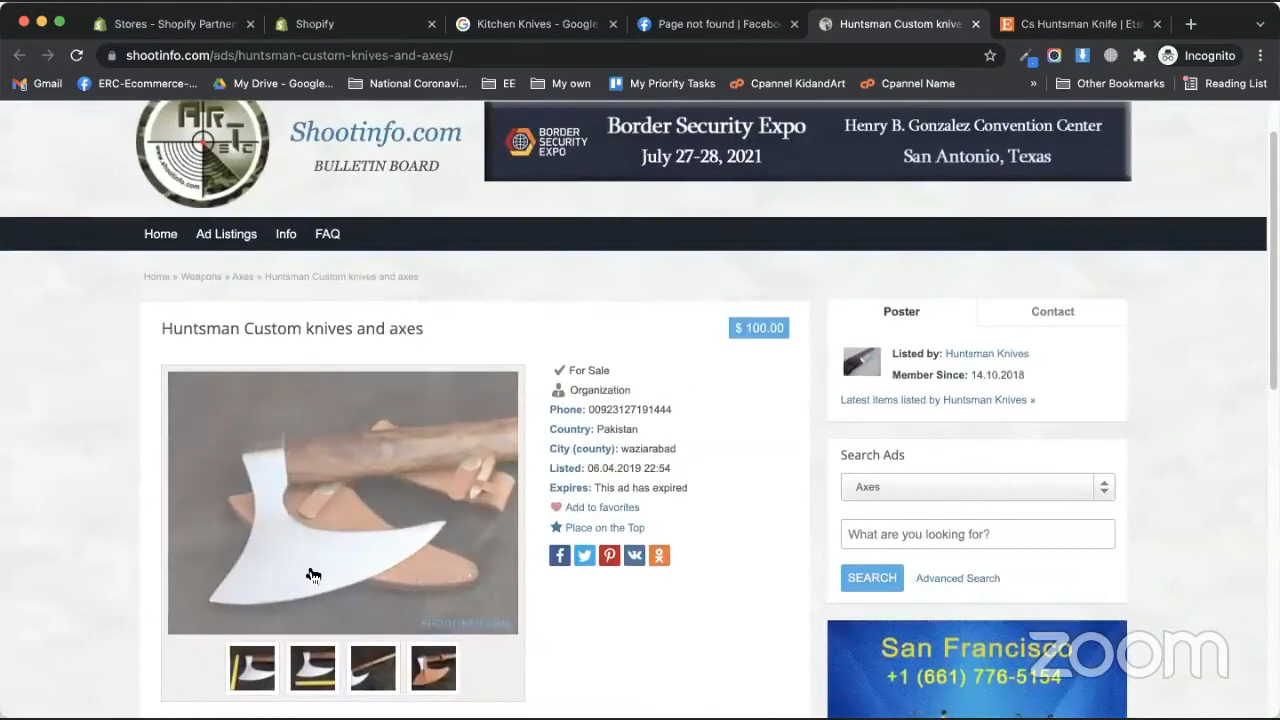 Stores - Shopify Partner
Shopify
Kitchen Knives - Google
Page not found | Facebo
Huntsman Custom knive
Cs Huntsman Knife | Ets
shootinfo.com/ads/huntsman-custom-knives-and-axes/
Incognito
Gmail
ERC-Ecommerce-...
My Drive - Google...
National Coronavi...
EE
My own
My Priority Tasks
Cpannel KidandArt
Cpannel Name
»
Other Bookmarks
Reading List
Shootinfo.com
BULLETIN BOARD
BORDER
SECURITY
EXPO
Border Security Expo
July 27-28, 2021
Henry B. Gonzalez Convention Center
San Antonio, Texas
Home
Ad Listings
Info
FAQ
Home » Weapons » Axes » Huntsman Custom knives and axes
Huntsman Custom knives and axes
$ 100.00
For Sale
Organization
Phone: 00923127191444
Country: Pakistan
City (county): waziarabad
Listed: 06.04.2019 22:54
Expires: This ad has expired
Add to favorites
Place on the Top
SHOOTINFO.COM
Poster
Contact
Listed by: Huntsman Knives
Member Since: 14.10.2018
Latest items listed by Huntsman Knives »
Search Ads
Axes
What are you looking for?
SEARCH
Advanced Search
San Francisco
+1 (661) 776-5154
zoom